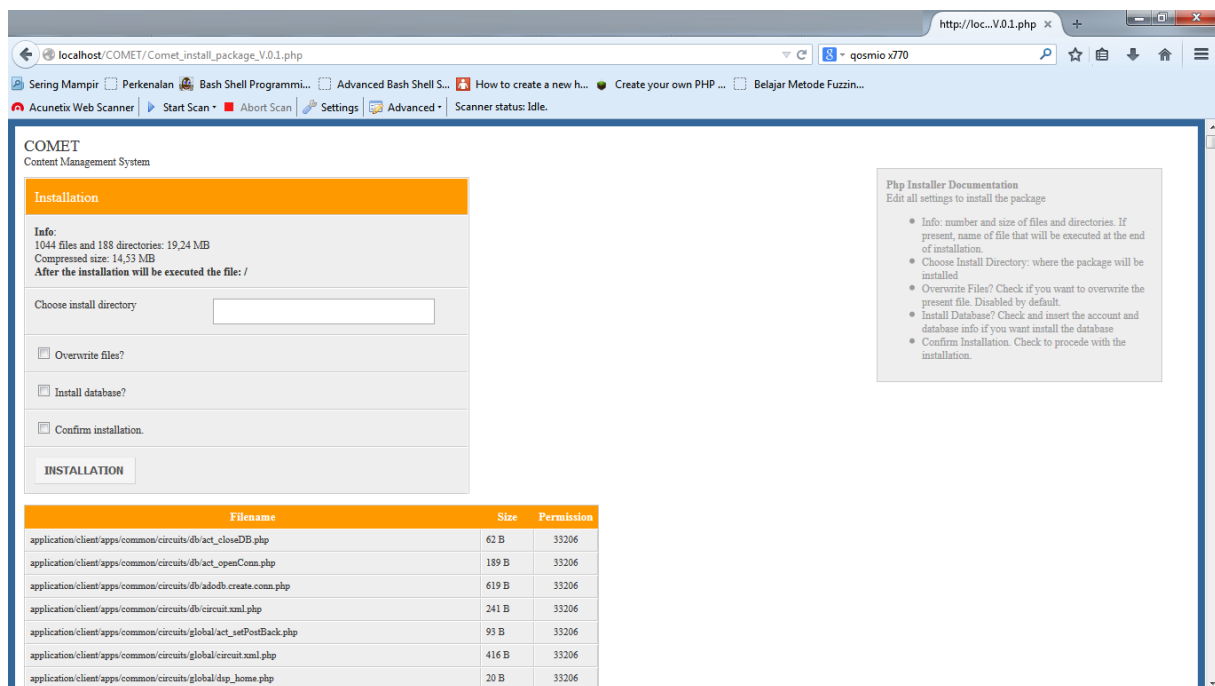 http://loc...V.0.1.php × +
localhost/COMET/Comet_install_package_V.0.1.php
8 qosmio x770
Sering Mampir Perkenalan Bash Shell Programmi... Advanced Bash Shell S... How to create a new h... Create your own PHP ... Belajar Metode Fuzzin...
Acunetix Web Scanner Start Scan Abort Scan Settings Advanced Scanner status: Idle.
COMET
Content Management System
Installation
Info:
1044 files and 188 directories: 19,24 MB
Compressed size: 14,53 MB
After the installation will be executed the file: /
Choose install directory
Overwrite files?
Install database?
Confirm installation.
INSTALLATION
Php Installer Documentation
Edit all settings to install the package
• Info: number and size of files and directories. If
present, name of file that will be executed at the end
of installation.
• Choose Install Directory: where the package will be
installed
• Overwrite Files? Check if you want to overwrite the
present file. Disabled by default.
• Install Database? Check and insert the account and
database info if you want install the database
• Confirm Installation. Check to procede with the
installation.
Filename Size Permission
application/client/apps/common/circuits/db/act_closeDB.php 62 B 33206
application/client/apps/common/circuits/db/act_openConn.php 189 B 33206
application/client/apps/common/circuits/db/adodb.create.conn.php 619 B 33206
application/client/apps/common/circuits/db/circuit.xml.php 241 B 33206
application/client/apps/common/circuits/global/act_setPostBack.php 93 B 33206
application/client/apps/common/circuits/global/circuit.xml.php 416 B 33206
application/client/apps/common/circuits/global/dsp_home.php 20 B 33206